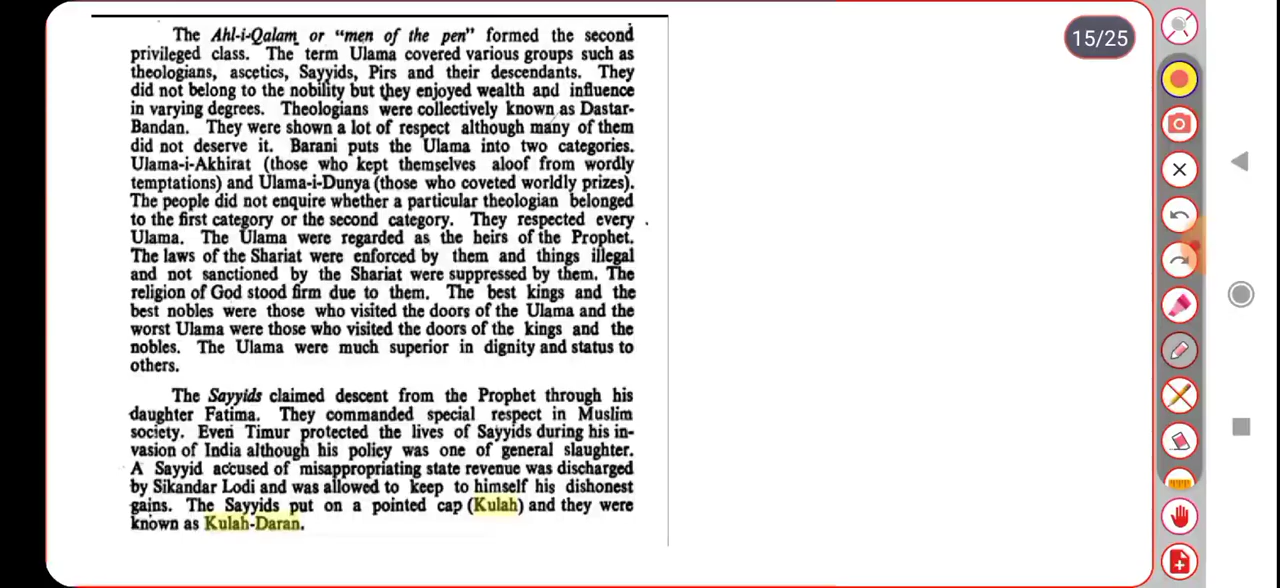 The Ahl-i-Qalam or "men of the pen" formed the second
privileged class. The term Ulama covered various groups such as
theologians, ascetics, Sayyids, Pirs and their descendants. They
did not belong to the nobility but they enjoyed wealth and influence
in varying degrees. Theologians were collectively known as Dastar-
Bandan. They were shown a lot of respect although many of them
did not deserve it. Barani puts the Ulama into two categories.
Ulama-i-Akhirat (those who kept themselves aloof from wordly
temptations) and Ulama-i-Dunya (those who coveted worldly prizes).
The people did not enquire whether a particular theologian belonged
to the first category or the second category. They respected every
Ulama. The Ulama were regarded as the heirs of the Prophet.
The laws of the Shariat were enforced by them and things illegal
and not sanctioned by the Shariat were suppressed by them. The
religion of God stood firm due to them. The best kings and the
best nobles were those who visited the doors of the Ulama and the
worst Ulama were those who visited the doors of the kings and the
nobles. The Ulama were much superior in dignity and status to
others.
The Sayyids claimed descent from the Prophet through his
daughter Fatima. They commanded special respect in Muslim
society. Even Timur protected the lives of Sayyids during his in-
vasion of India although his policy was one of general slaughter.
A Sayyid accused of misappropriating state revenue was discharged
by Sikandar Lodi and was allowed to keep to himself his dishonest
gains. The Sayyids put on a pointed cap (Kulah) and they were
known as Kulah-Daran.
15/25